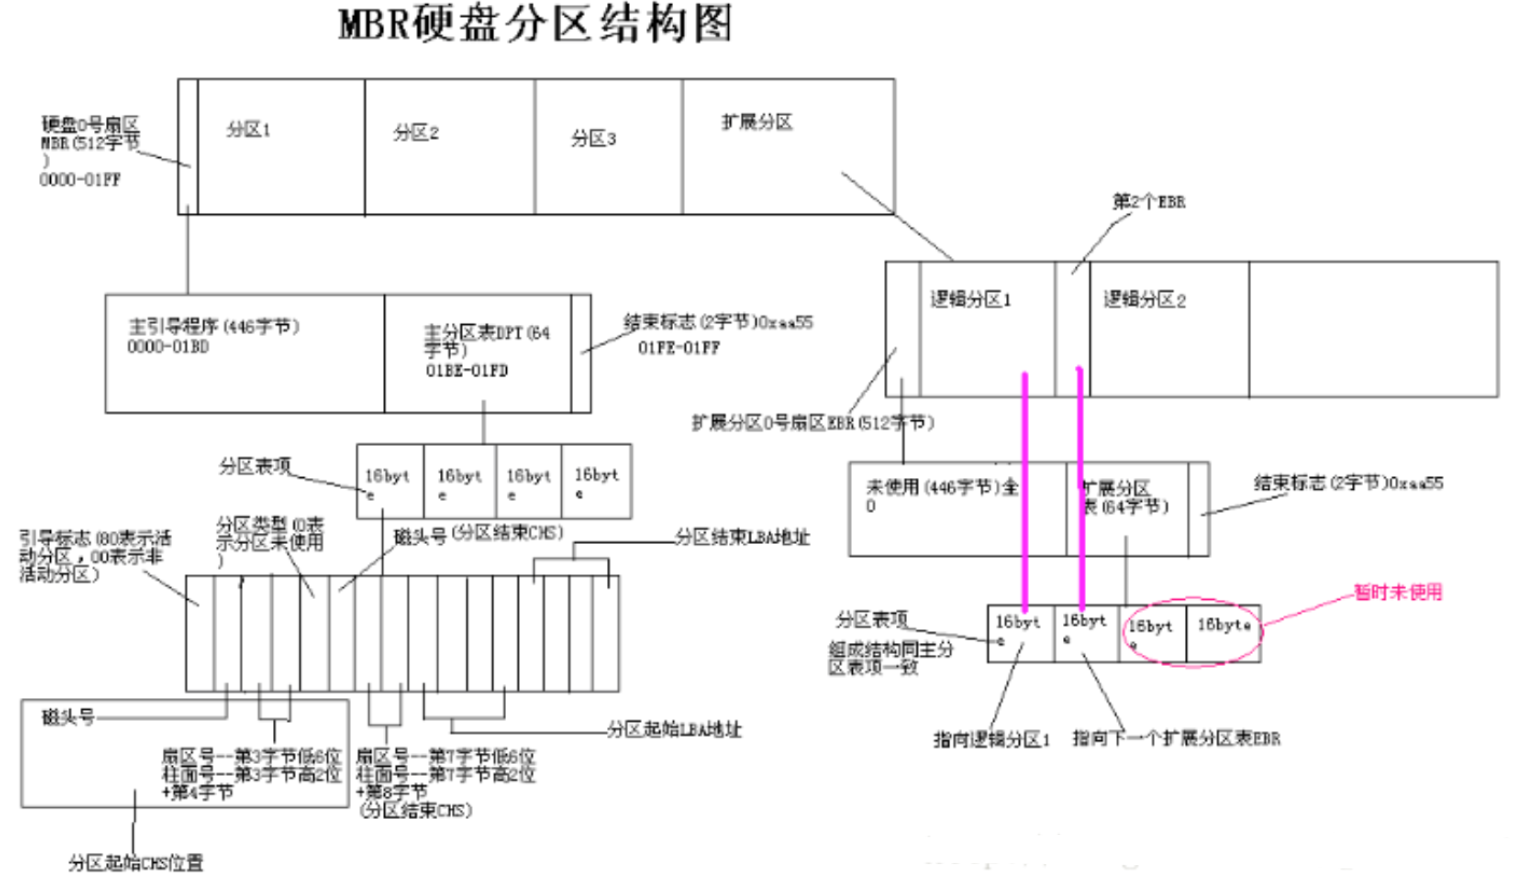 MBR硬盘分区结构图
硬盘0号扇区
MBR(512字节
)
0000-01FF
分区1
分区2
分区3
扩展分区
第2个EBR
逻辑分区1
逻辑分区2
主引导程序(446字节)
0000-01BD
主分区表DPT(64
字节)
01BE-01FD
结束标志(2字节)0xaa55
01FE-01FF
扩展分区0号扇区EBR(512字节)
分区表项
16byt
e
16byt
e
16byt
e
16byt
e
未使用(446字节)全
0
扩展分区
表(64字节)
结束标志(2字节)0xaa55
引导标志(80表示活
动分区，00表示非
活动分区)
分区类型(0表
示分区未使用
)
磁头号(分区结束CHS)
分区结束LBA地址
暂时未使用
分区表项
组成结构同主分
区表项一致
16byt
e
16byt
e
16byt
e
16byte
磁头号
分区起始LBA地址
指向逻辑分区1
指向下一个扩展分区表EBR
扇区号--第3字节低6位
柱面号--第3字节高2位
+第4字节
扇区号--第7字节低6位
柱面号--第7字节高2位
+第8字节
(分区结束CHS)
分区起始CHS位置